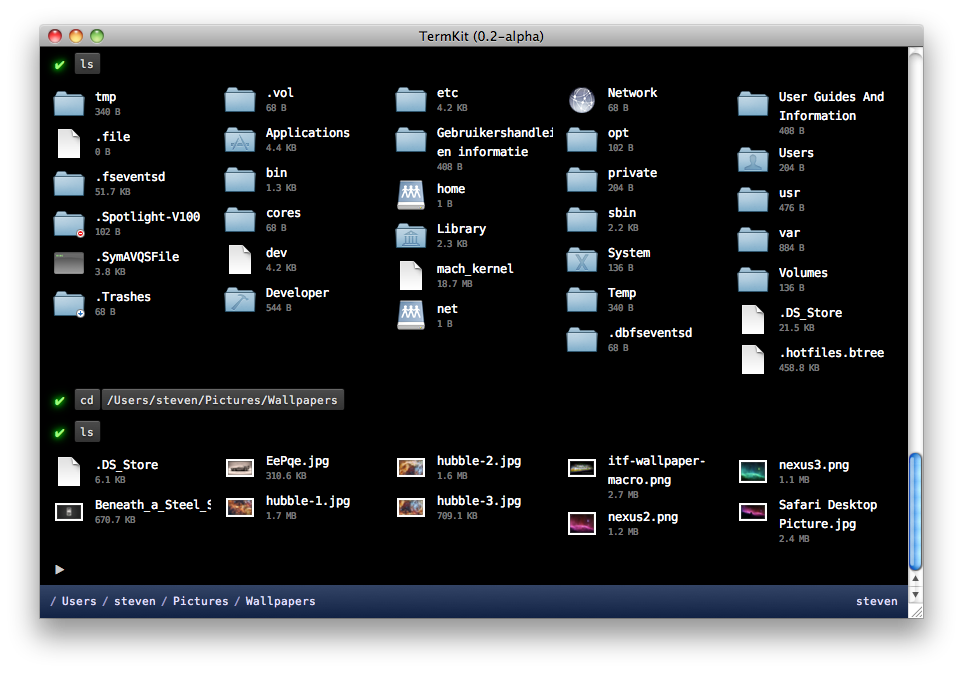 TermKit (0.2-alpha)
ls
tmp
340 B
.file
0 B
.fseventsd
51.7 KB
.Spotlight-V100
102 B
.SymAVQSFile
3.8 KB
.Trashes
68 B
.vol
68 B
Applications
4.4 KB
bin
1.3 KB
cores
68 B
dev
4.2 KB
Developer
544 B
etc
4.2 KB
Gebruikershandlei
en informatie
408 B
home
1 B
Library
2.3 KB
mach_kernel
18.7 MB
net
1 B
Network
68 B
opt
102 B
private
204 B
sbin
2.2 KB
System
136 B
Temp
340 B
.dbfseventsd
68 B
User Guides And
Information
408 B
Users
204 B
usr
476 B
var
884 B
Volumes
136 B
.DS_Store
21.5 KB
.hotfiles.btree
458.8 KB
cd /Users/steven/Pictures/Wallpapers
ls
.DS_Store
6.1 KB
Beneath_a_Steel_S
670.7 KB
EePqe.jpg
310.6 KB
hubble-1.jpg
1.7 MB
hubble-2.jpg
1.6 MB
hubble-3.jpg
709.1 KB
itf-wallpaper-
macro.png
2.7 MB
nexus2.png
1.2 MB
nexus3.png
1.1 MB
Safari Desktop
Picture.jpg
2.4 MB
/ Users / steven / Pictures / Wallpapers
steven